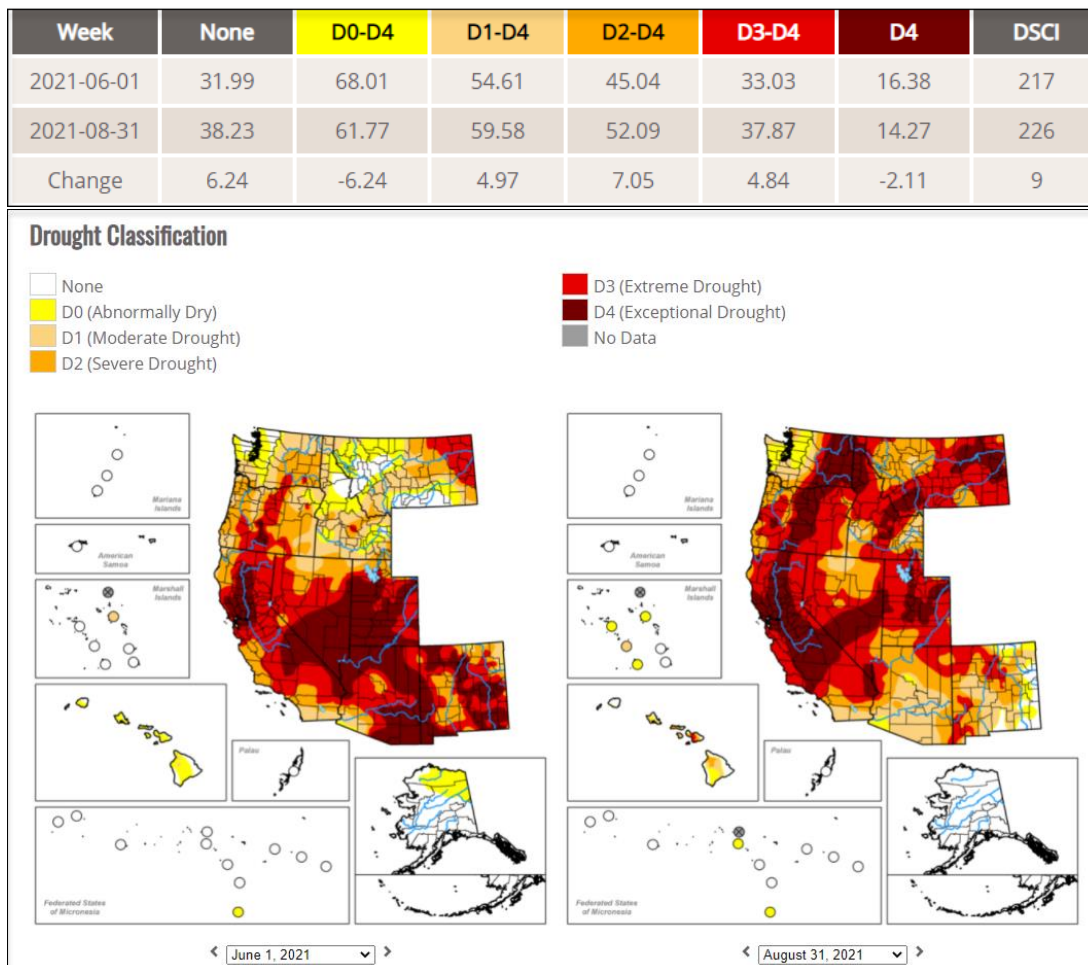 Week None D0-D4 D1-D4 D2-D4 D3-D4 D4 DSCI
2021-06-01 31.99 68.01 54.61 45.04 33.03 16.38 217
2021-08-31 38.23 61.77 59.58 52.09 37.87 14.27 226
Change 6.24 -6.24 4.97 7.05 4.84 -2.11 9
Drought Classification
None
D0 (Abnormally Dry)
D1 (Moderate Drought)
D2 (Severe Drought)
D3 (Extreme Drought)
D4 (Exceptional Drought)
No Data
Mariana
Islands
American
Samoa
Marshall
Islands
Palau
Federated States
of Micronesia
June 1, 2021
Mariana
Islands
American
Samoa
Marshall
Islands
Palau
Federated States
of Micronesia
August 31, 2021